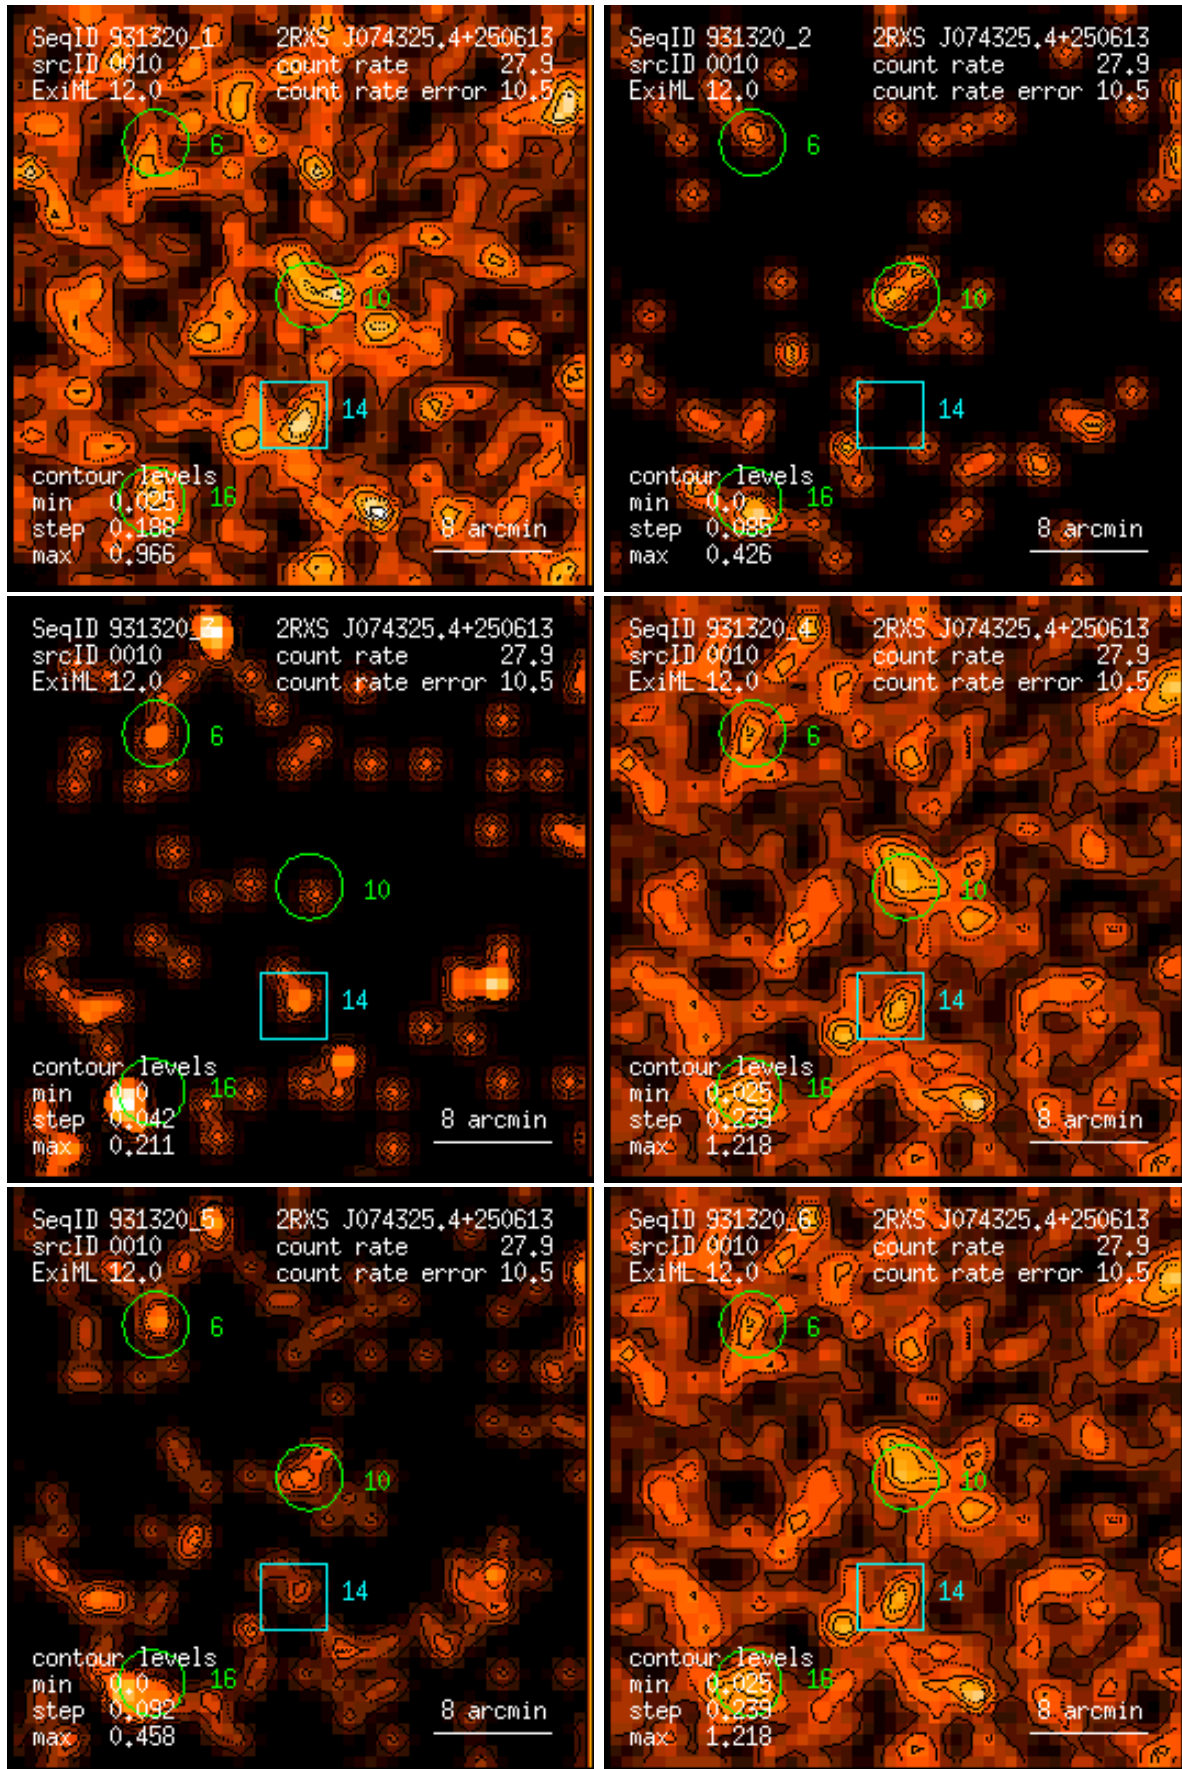 SeqID 931320_1 2RXS J074325.4+250613
srcID 0010 count rate 27.9
ExiML 12.0 count rate error 10.5
6
10
14
contour levels
16
min 0.025
step 0.188
max 0.966
8 arcmin
SeqID 931320_2 2RXS J074325.4+250613
srcID 0010 count rate 27.9
ExiML 12.0 count rate error 10.5
6
10
14
contour levels
16
min 0.0
step 0.085
max 0.426
8 arcmin
SeqID 931320_3 2RXS J074325.4+250613
srcID 0010 count rate 27.9
ExiML 12.0 count rate error 10.5
6
10
14
contour levels
16
min 0.0
step 0.042
max 0.211
8 arcmin
SeqID 931320_4 2RXS J074325.4+250613
srcID 0010 count rate 27.9
ExiML 12.0 count rate error 10.5
6
10
14
contour levels
16
min 0.025
step 0.239
max 1.218
8 arcmin
SeqID 931320_5 2RXS J074325.4+250613
srcID 0010 count rate 27.9
ExiML 12.0 count rate error 10.5
6
10
14
contour levels
16
min 0.0
step 0.092
max 0.458
8 arcmin
SeqID 931320_6 2RXS J074325.4+250613
srcID 0010 count rate 27.9
ExiML 12.0 count rate error 10.5
6
10
14
contour levels
16
min 0.025
step 0.239
max 1.218
8 arcmin